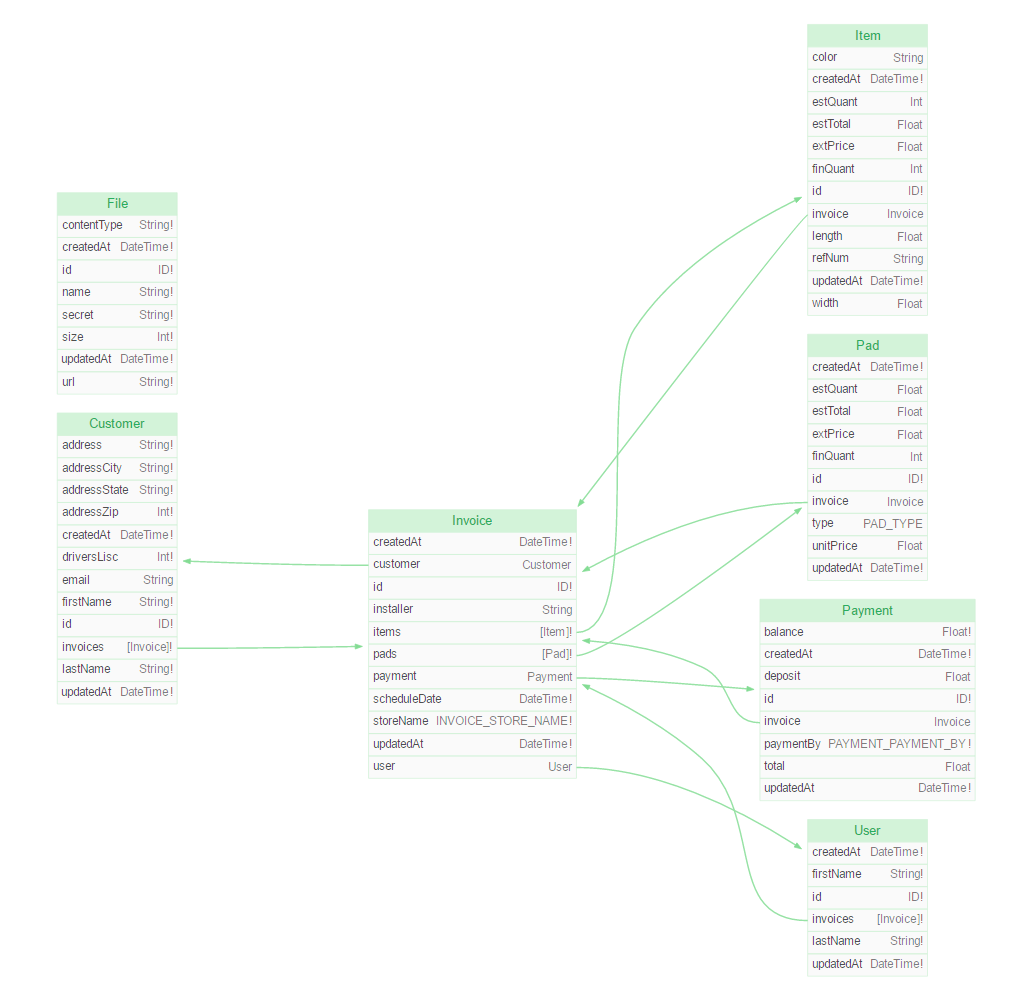 File
contentType String!
createdAt DateTime!
id ID!
name String!
secret String!
size Int!
updatedAt DateTime!
url String!
Customer
address String!
addressCity String!
addressState String!
addressZip Int!
createdAt DateTime!
driversLisc Int!
email String
firstName String!
id ID!
invoices [Invoice]!
lastName String!
updatedAt DateTime!
Invoice
createdAt DateTime!
customer Customer
id ID!
installer String
items [Item]!
pads [Pad]!
payment Payment
scheduleDate DateTime!
storeName INVOICE_STORE_NAME!
updatedAt DateTime!
user User
Item
color String
createdAt DateTime!
estQuant Int
estTotal Float
extPrice Float
finQuant Int
id ID!
invoice Invoice
length Float
refNum String
updatedAt DateTime!
width Float
Pad
createdAt DateTime!
estQuant Float
estTotal Float
extPrice Float
finQuant Int
id ID!
invoice Invoice
type PAD_TYPE
unitPrice Float
updatedAt DateTime!
Payment
balance Float!
createdAt DateTime!
deposit Float
id ID!
invoice Invoice
paymentBy PAYMENT_PAYMENT_BY!
total Float
updatedAt DateTime!
User
createdAt DateTime!
firstName String!
id ID!
invoices [Invoice]!
lastName String!
updatedAt DateTime!